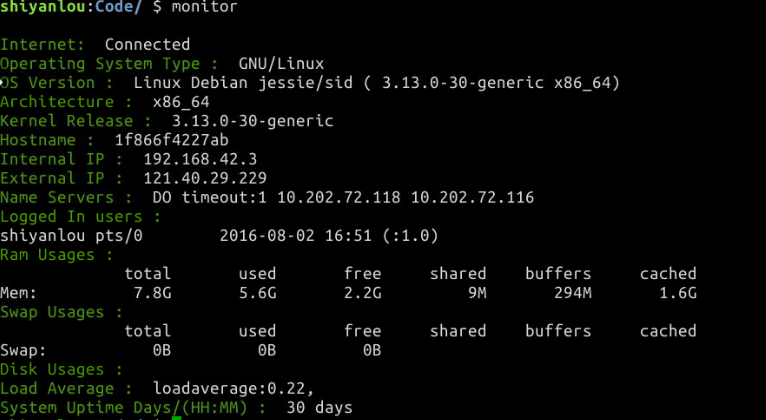 shiyanlou:Code/ $ monitor
Internet: Connected
Operating System Type : GNU/Linux
OS Version : Linux Debian jessie/sid ( 3.13.0-30-generic x86_64)
Architecture : x86_64
Kernel Release : 3.13.0-30-generic
Hostname : 1f866f4227ab
Internal IP : 192.168.42.3
External IP : 121.40.29.229
Name Servers : DO timeout:1 10.202.72.118 10.202.72.116
Logged In users :
shiyanlou pts/0 2016-08-02 16:51 (:1.0)
Ram Usages :
total used free shared buffers cached
Mem: 7.8G 5.6G 2.2G 9M 294M 1.6G
Swap Usages :
total used free shared buffers cached
Swap: 0B 0B 0B
Disk Usages :
Load Average : loadaverage:0.22,
System Uptime Days/(HH:MM) : 30 days